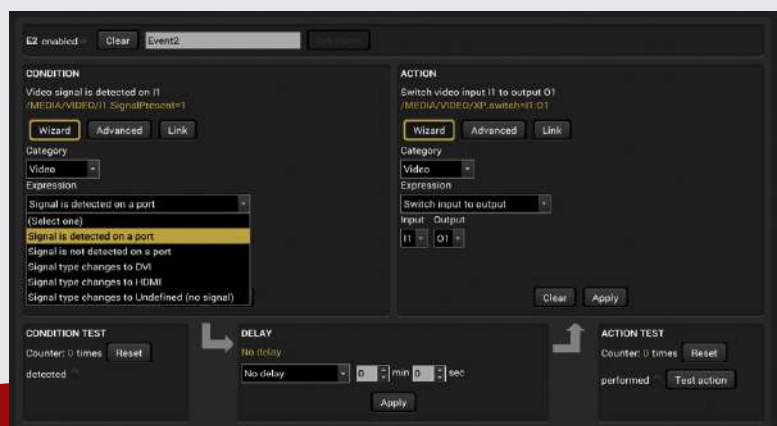 E2 enabled Clear Event2
CONDITION
Video signal is detected on I1
/MEDIA/VIDEO/I1.SignalPresent=1
Wizard Advanced Link
Category
Video
Expression
Signal is detected on a port
(Select one)
Signal is detected on a port
Signal is not detected on a port
Signal type changes to DVI
Signal type changes to HDMI
Signal type changes to Undefined (no signal)
ACTION
Switch video input I1 to output O1
/MEDIA/VIDEO/XP.switch=I1:O1
Wizard Advanced Link
Category
Video
Expression
Switch input to output
Input Output
I1 O1
Clear Apply
CONDITION TEST
Counter: 0 times Reset
detected
DELAY
No delay
No delay 0 min 0 sec
Apply
ACTION TEST
Counter: 0 times Reset
performed Test action